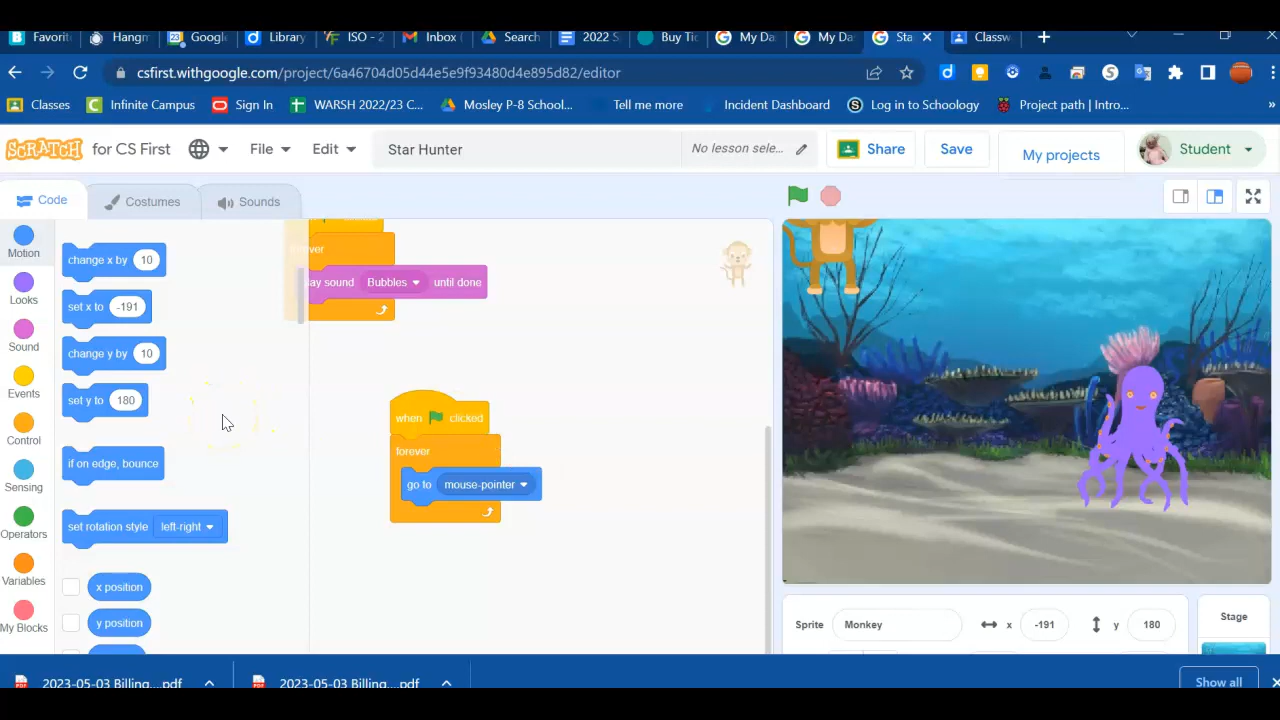 Favorit Hangm Googl Library ISO - 2 Inbox ( Search 2022 S Buy Tic My Da My Da Sta Classw
csfirst.withgoogle.com/project/6a46704d05d44e5e9f93480d4e895d82/editor
Classes Infinite Campus Sign In WARSH 2022/23 C... Mosley P-8 School... Tell me more Incident Dashboard Log in to Schoology Project path | Intro... »
SCRATCH for CS First File Edit Star Hunter No lesson sele... Share Save My projects Student
Code Costumes Sounds
Motion
Looks
Sound
Events
Control
Sensing
Operators
Variables
My Blocks
change x by 10
set x to -191
change y by 10
set y to 180
if on edge, bounce
set rotation style left-right
x position
y position
ever
lay sound Bubbles until done
when clicked
forever
go to mouse-pointer
Sprite Monkey x -191 y 180
Stage
2023-05-03 Billing....pdf 2023-05-03 Billing....pdf Show all